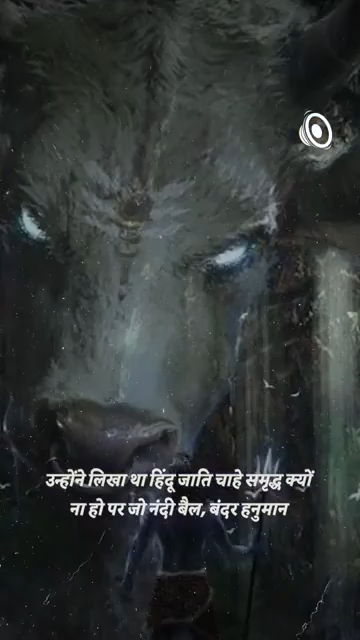 उन्होंने लिखा था हिंदू जाति चाहे समृद्ध क्यों
ना हो पर जो नंदी बैल, बंदर हनुमान